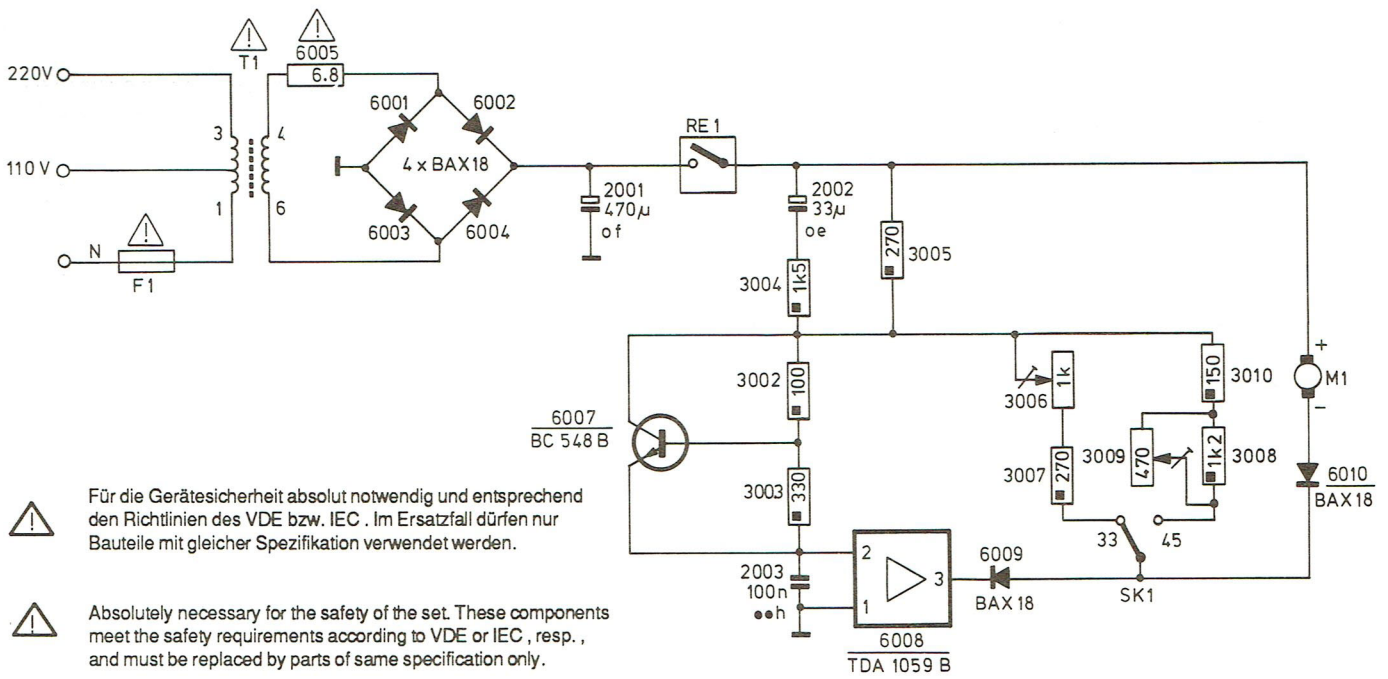 T1
6005
6.8
220V
110V
N
F1
3
1
4
6
6001
6002
4 x BAX18
6003
6004
RE1
2001
470µ
of
2002
33µ
oe
270
3005
3004
1k5
3002
100
6007
BC 548 B
3003
330
3006
1k
3010
150
3007
270
3009
470
1k2
3008
+
M1
-
6010
BAX18
33
45
SK1
2003
100n
●●h
2
1
3
6008
TDA 1059 B
6009
BAX 18
Für die Gerätesicherheit absolut notwendig und entsprechend
den Richtlinien des VDE bzw. IEC . Im Ersatzfall dürfen nur
Bauteile mit gleicher Spezifikation verwendet werden.
Absolutely necessary for the safety of the set. These components
meet the safety requirements according to VDE or IEC , resp. ,
and must be replaced by parts of same specification only.